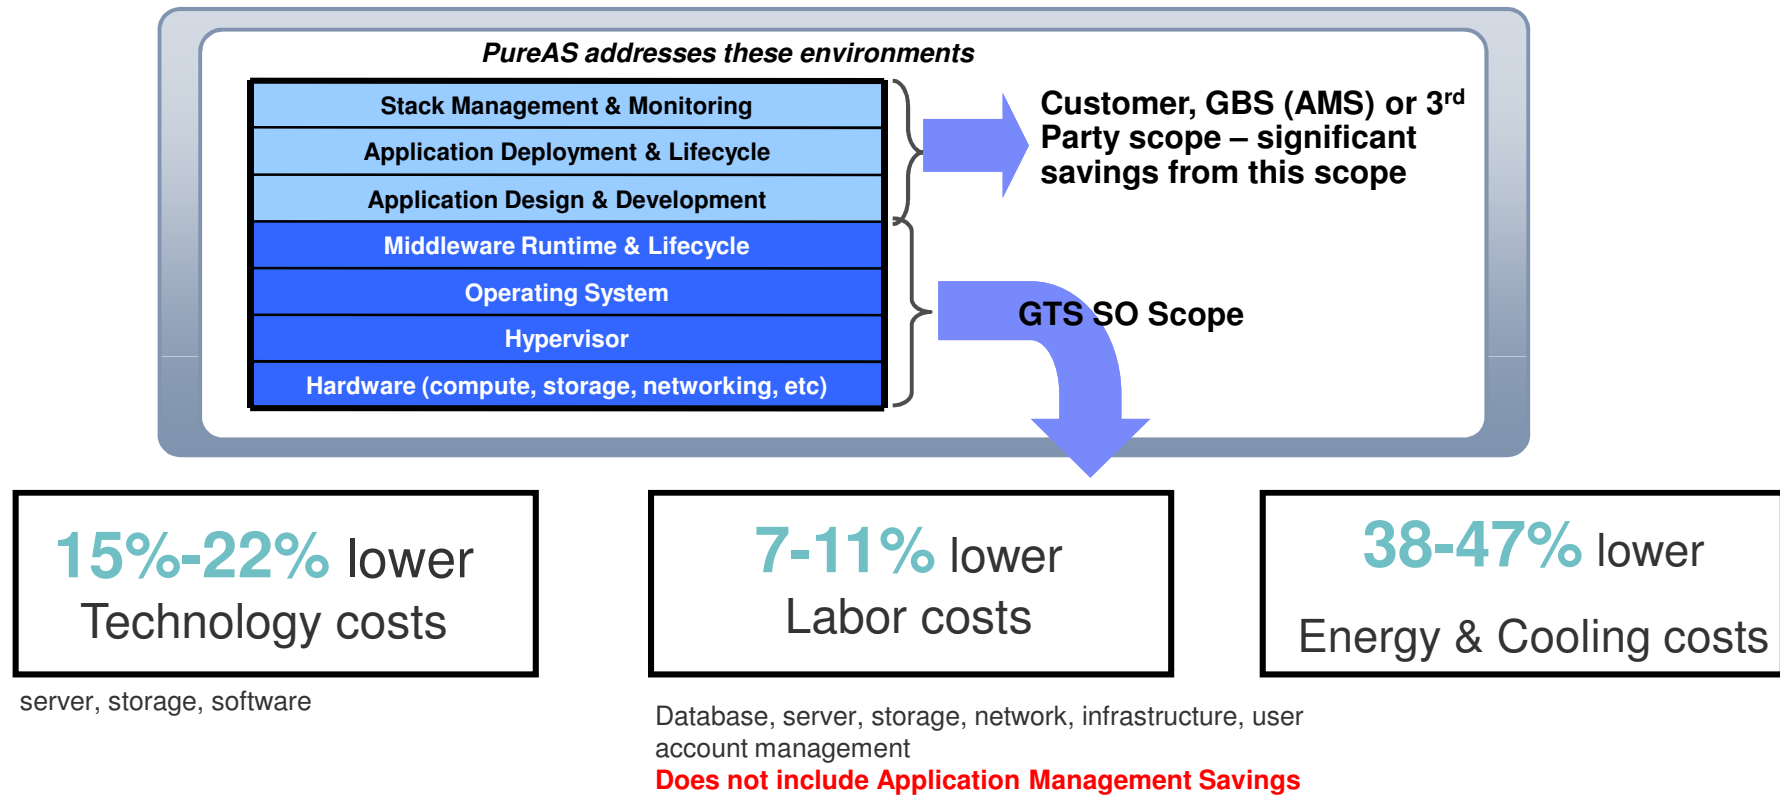 PureAS addresses these environments
Stack Management & Monitoring
Application Deployment & Lifecycle
Application Design & Development
Middleware Runtime & Lifecycle
Operating System
Hypervisor
Hardware (compute, storage, networking, etc)
Customer, GBS (AMS) or 3rd
Party scope – significant
savings from this scope
GTS SO Scope
15%-22% lower
Technology costs
server, storage, software
7-11% lower
Labor costs
Database, server, storage, network, infrastructure, user
account management
Does not include Application Management Savings
38-47% lower
Energy & Cooling costs